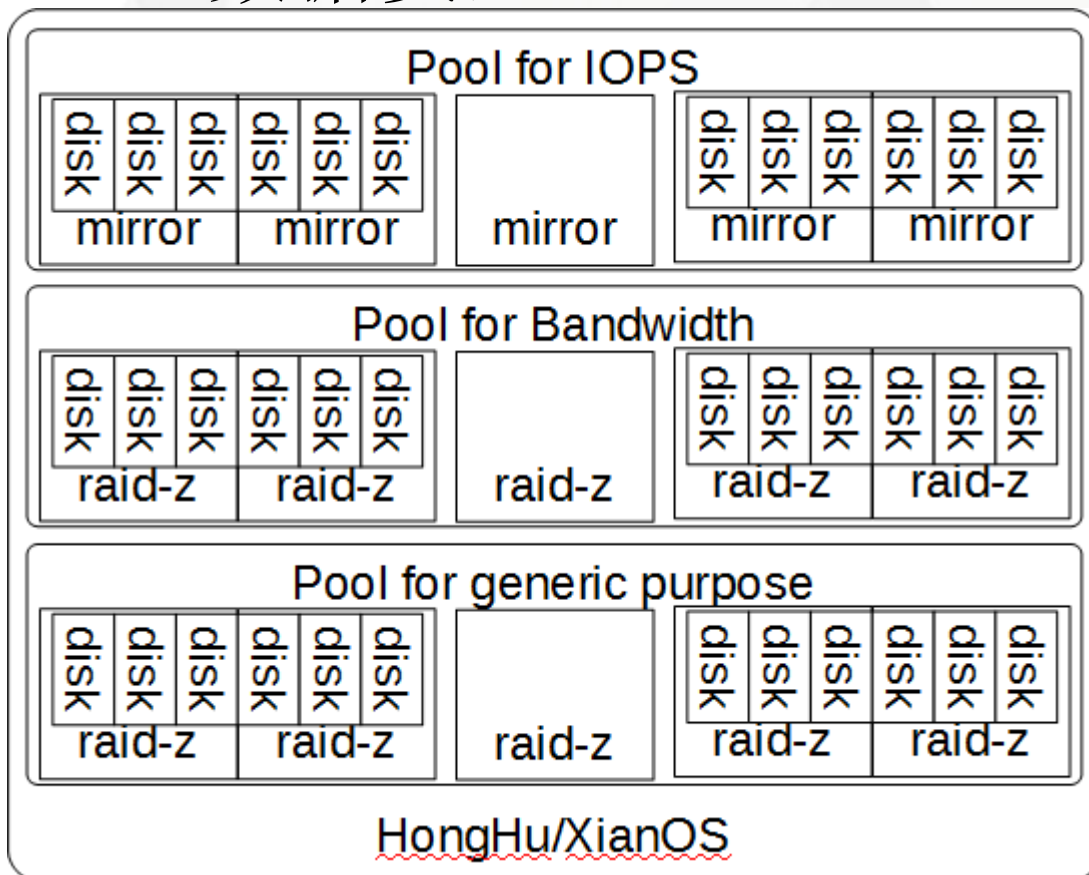 Pool for IOPS
disk disk disk disk disk disk disk disk disk disk disk disk
mirror mirror mirror mirror mirror
Pool for Bandwidth
disk disk disk disk disk disk disk disk disk disk disk disk
raid-z raid-z raid-z raid-z raid-z
Pool for generic purpose
disk disk disk disk disk disk disk disk disk disk disk disk
raid-z raid-z raid-z raid-z raid-z
HongHu/XianOS